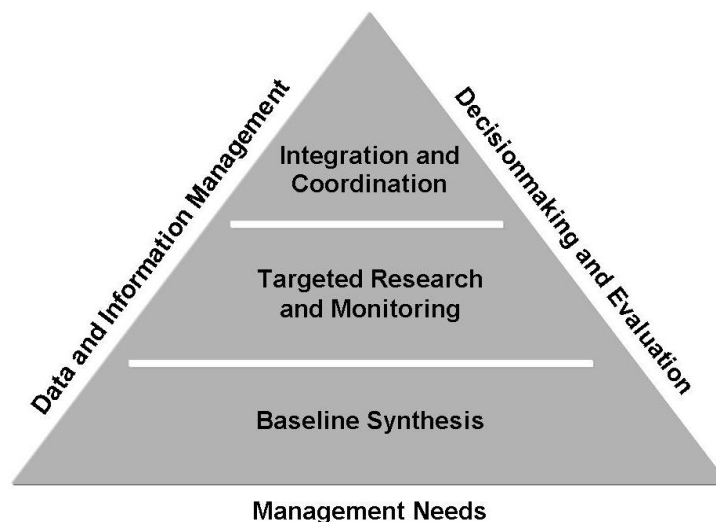 Data and Information Management
Decisionmaking and Evaluation
Integration and
Coordination
Targeted Research
and Monitoring
Baseline Synthesis
Management Needs